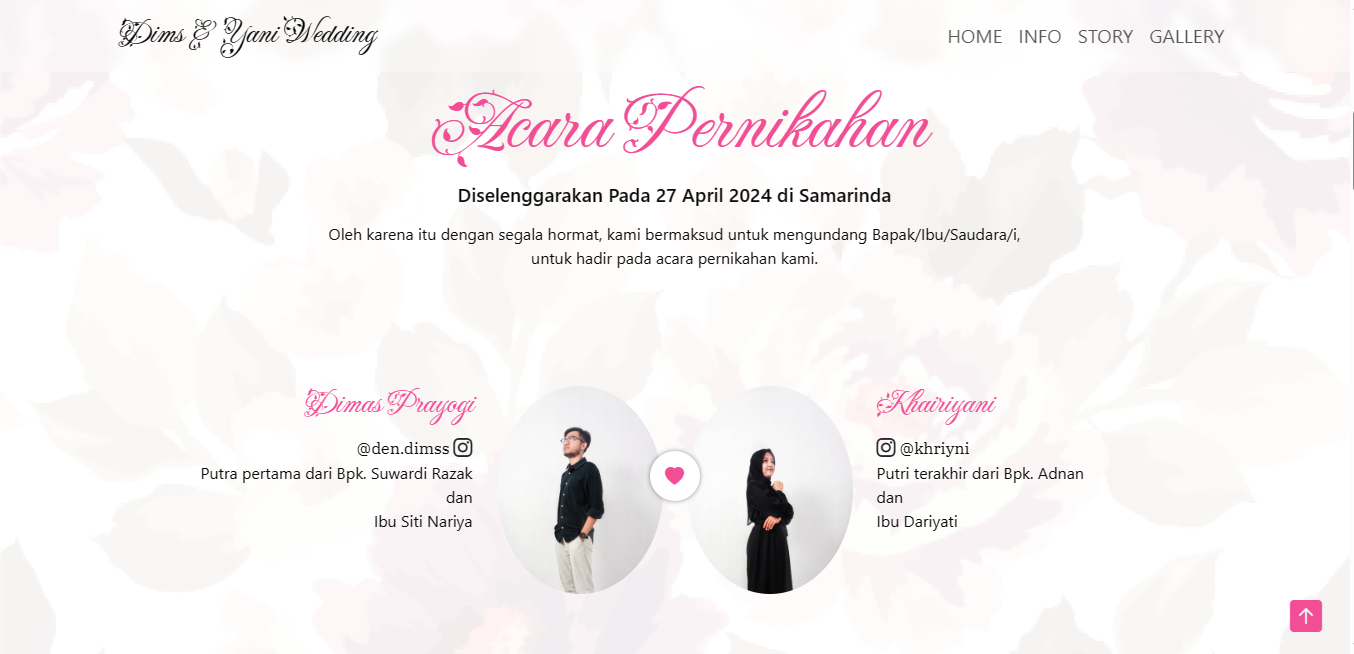 Dims & Yani Wedding
HOME INFO STORY GALLERY
Acara Pernikahan
Diselenggarakan Pada 27 April 2024 di Samarinda
Oleh karena itu dengan segala hormat, kami bermaksud untuk mengundang Bapak/Ibu/Saudara/i,
untuk hadir pada acara pernikahan kami.
Dimas Prayogi
@den.dimss
Putra pertama dari Bpk. Suwardi Razak
dan
Ibu Siti Nariya
Khairiyani
@khriyni
Putri terakhir dari Bpk. Adnan
dan
Ibu Dariyati